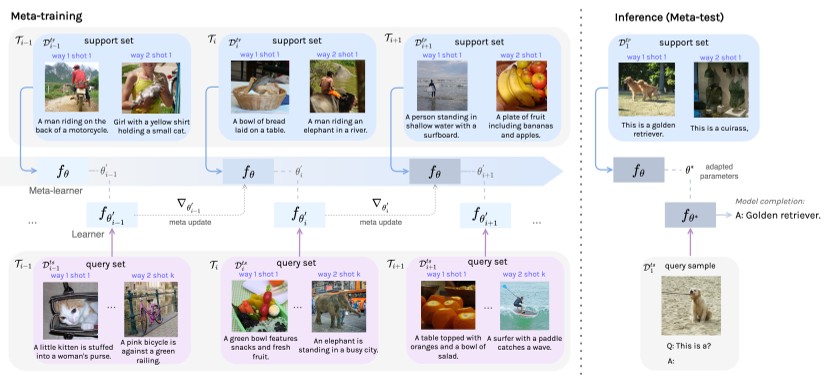 Meta-training
Inference (Meta-test)
𝒯i−1 𝒟tr i−1 support set
way 1 shot 1 way 2 shot 1
A man riding on the
back of a motorcycle.
Girl with a yellow shirt
holding a small cat.
𝒯i 𝒟tr i support set
way 1 shot 1 way 2 shot 1
A bowl of bread
laid on a table.
A man riding an
elephant in a river.
𝒯i+1 𝒟tr i+1 support set
way 1 shot 1 way 2 shot 1
A person standing in
shallow water with a
surfboard.
A plate of fruit
including bananas
and apples.
𝒟tr 1 support set
way 1 shot 1 way 2 shot 1
This is a golden
retriever.
This is a cuirass,
fθ θ′i−1
fθ θ′i
fθ θ′i+1
Meta-learner
fθ θ* adapted
parameters
... fθ′i−1 ∇θ′i−1 fθ′i ∇θ′i fθ′i+1 ...
meta update meta update
Learner
fθ*
Model completion:
A: Golden retriever.
𝒯i−1 𝒟ts i−1 query set
way 1 shot 1 way 2 shot k
...
A little kitten is stuffed
into a woman's purse.
A pink bicycle is
against a green
railing.
𝒯i 𝒟ts i query set
way 1 shot 1 way 2 shot k
...
A green bowl features
snacks and fresh
fruit.
An elephant is
standing in a busy city.
𝒯i+1 𝒟ts i+1 query set
way 1 shot 1 way 2 shot k
...
A table topped with
oranges and a bowl of
salad.
A surfer with a paddle
catches a wave.
𝒟ts 1 query sample
Q: This is a?
A: